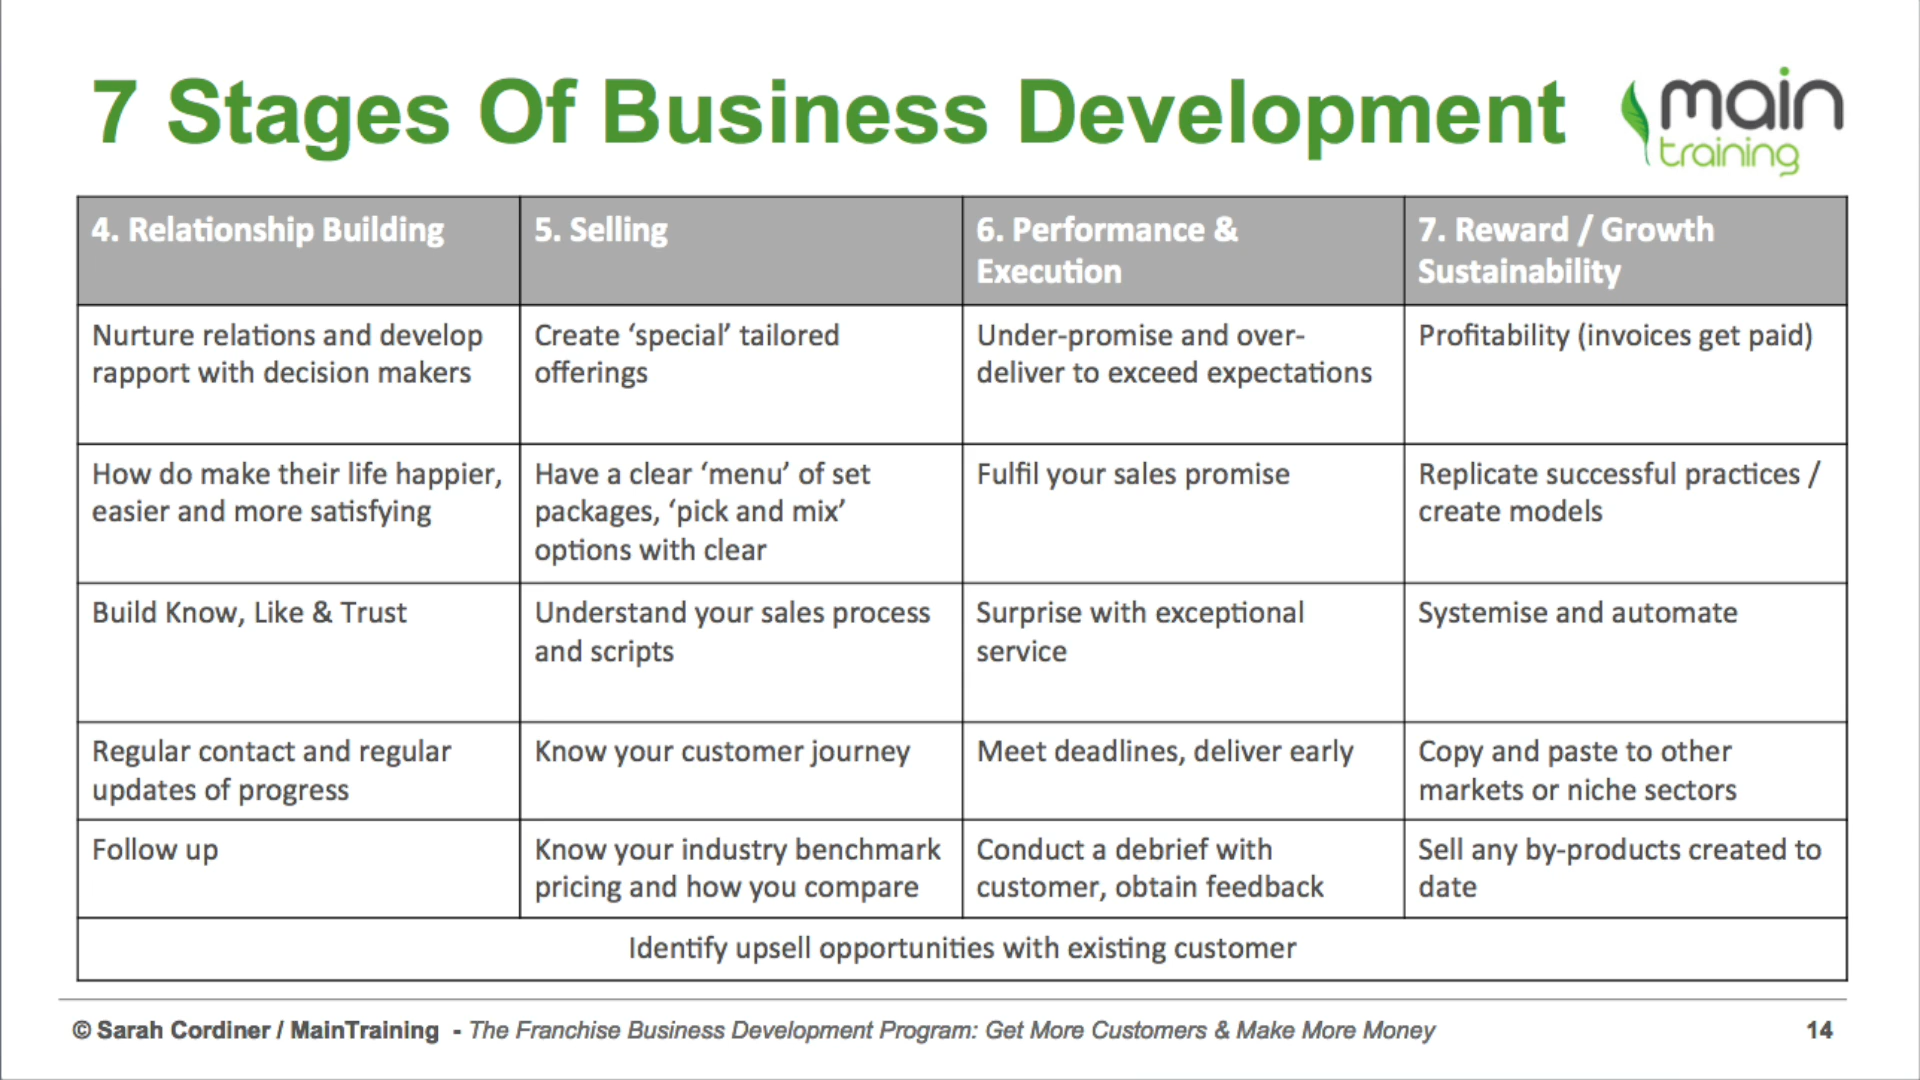 7 Stages Of Business Development
main
training
4. Relationship Building
5. Selling
6. Performance &
Execution
7. Reward / Growth
Sustainability
Nurture relations and develop
rapport with decision makers
Create ‘special’ tailored
offerings
Under-promise and over-
deliver to exceed expectations
Profitability (invoices get paid)
How do make their life happier,
easier and more satisfying
Have a clear ‘menu’ of set
packages, ‘pick and mix’
options with clear
Fulfil your sales promise
Replicate successful practices /
create models
Build Know, Like & Trust
Understand your sales process
and scripts
Surprise with exceptional
service
Systemise and automate
Regular contact and regular
updates of progress
Know your customer journey
Meet deadlines, deliver early
Copy and paste to other
markets or niche sectors
Follow up
Know your industry benchmark
pricing and how you compare
Conduct a debrief with
customer, obtain feedback
Sell any by-products created to
date
Identify upsell opportunities with existing customer
© Sarah Cordiner / MainTraining - The Franchise Business Development Program: Get More Customers & Make More Money
14